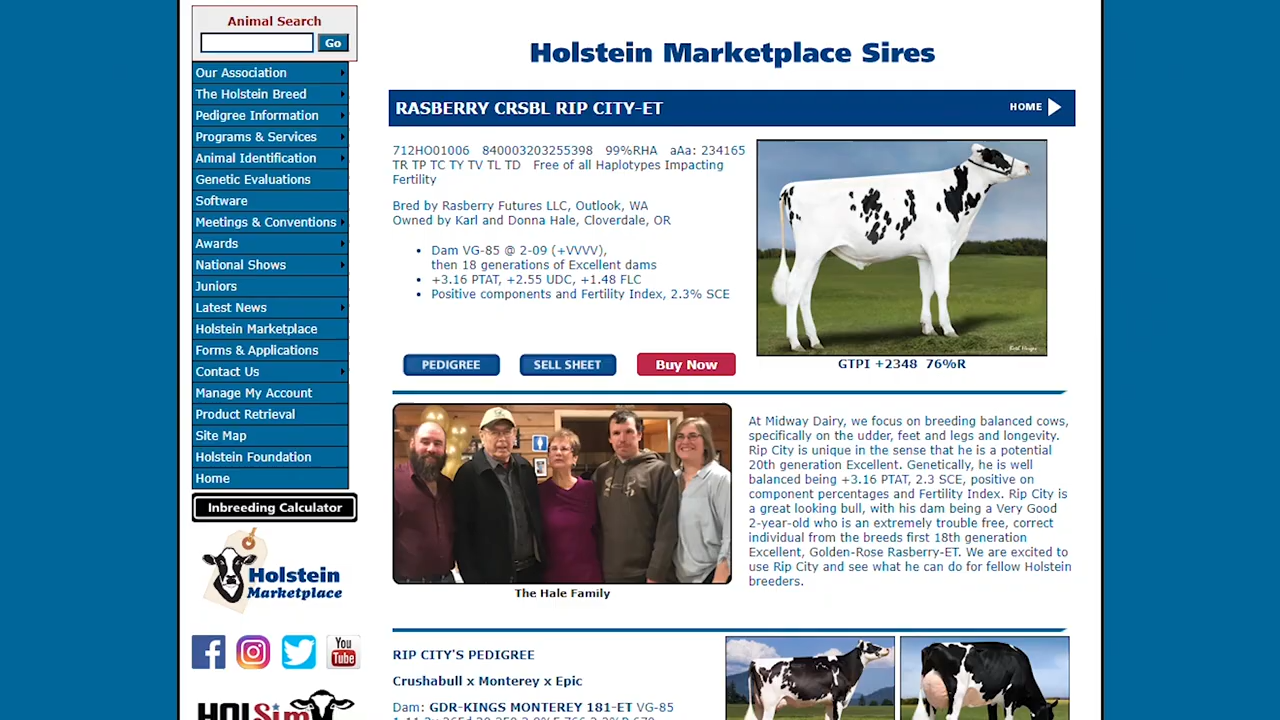 Animal Search
Go
Our Association
The Holstein Breed
Pedigree Information
Programs & Services
Animal Identification
Genetic Evaluations
Software
Meetings & Conventions
Awards
National Shows
Juniors
Latest News
Holstein Marketplace
Forms & Applications
Contact Us
Manage My Account
Product Retrieval
Site Map
Holstein Foundation
Home
Inbreeding Calculator
Holstein
Marketplace
You
Tube
HOLSim
Holstein Marketplace Sires
RASBERRY CRSBL RIP CITY-ET
HOME
712HO01006 840003203255398 99%RHA aAa: 234165
TR TP TC TY TV TL TD Free of all Haplotypes Impacting
Fertility
Bred by Rasberry Futures LLC, Outlook, WA
Owned by Karl and Donna Hale, Cloverdale, OR
• Dam VG-85 @ 2-09 (+VVVV),
then 18 generations of Excellent dams
• +3.16 PTAT, +2.55 UDC, +1.48 FLC
• Positive components and Fertility Index, 2.3% SCE
PEDIGREE
SELL SHEET
Buy Now
GTPI +2348 76%R
The Hale Family
At Midway Dairy, we focus on breeding balanced cows,
specifically on the udder, feet and legs and longevity.
Rip City is unique in the sense that he is a potential
20th generation Excellent. Genetically, he is well
balanced being +3.16 PTAT, 2.3 SCE, positive on
component percentages and Fertility Index. Rip City is
a great looking bull, with his dam being a Very Good
2-year-old who is an extremely trouble free, correct
individual from the breeds first 18th generation
Excellent, Golden-Rose Rasberry-ET. We are excited to
use Rip City and see what he can do for fellow Holstein
breeders.
RIP CITY'S PEDIGREE
Crushabull x Monterey x Epic
Dam: GDR-KINGS MONTEREY 181-ET VG-85